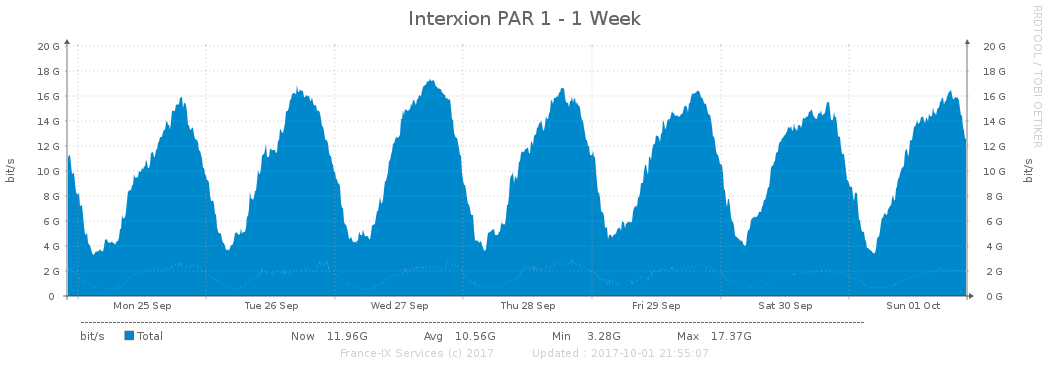 Interxion PAR 1 - 1 Week
RRDTOOL / TOBI OETIKER
bit/s
20 G 20 G
18 G 18 G
16 G 16 G
14 G 14 G
12 G 12 G
10 G 10 G
8 G 8 G
6 G 6 G
4 G 4 G
2 G 2 G
0 0 G
bit/s
Mon 25 Sep Tue 26 Sep Wed 27 Sep Thu 28 Sep Fri 29 Sep Sat 30 Sep Sun 01 Oct
bit/s Total Now 11.96G Avg 10.56G Min 3.28G Max 17.37G
France-IX Services (c) 2017 Updated : 2017-10-01 21:55:07